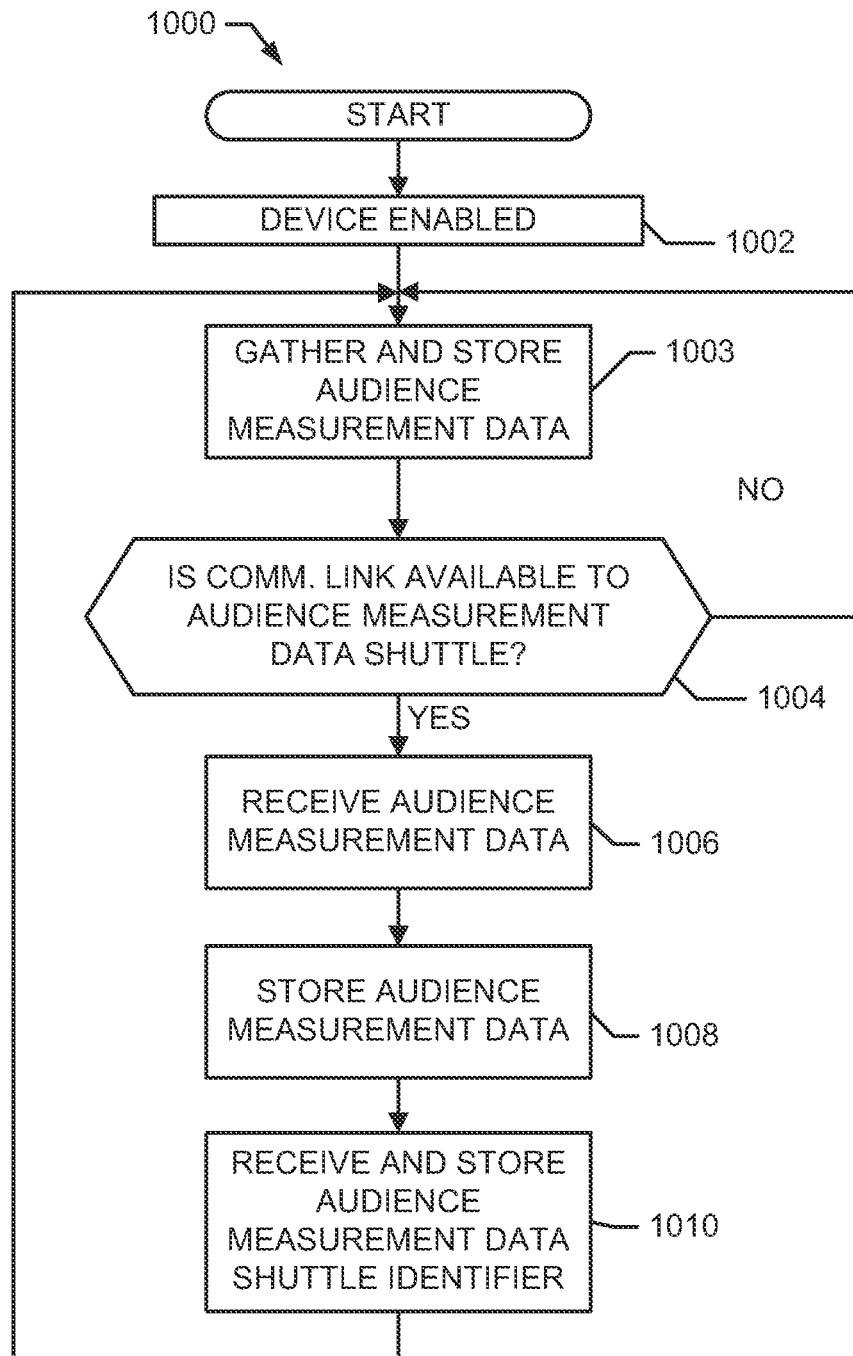 1000
START
DEVICE ENABLED
1002
GATHER AND STORE
AUDIENCE
MEASUREMENT DATA
1003
NO
IS COMM. LINK AVAILABLE TO
AUDIENCE MEASUREMENT
DATA SHUTTLE?
1004
YES
RECEIVE AUDIENCE
MEASUREMENT DATA
1006
STORE AUDIENCE
MEASUREMENT DATA
1008
RECEIVE AND STORE
AUDIENCE
MEASUREMENT DATA
SHUTTLE IDENTIFIER
1010